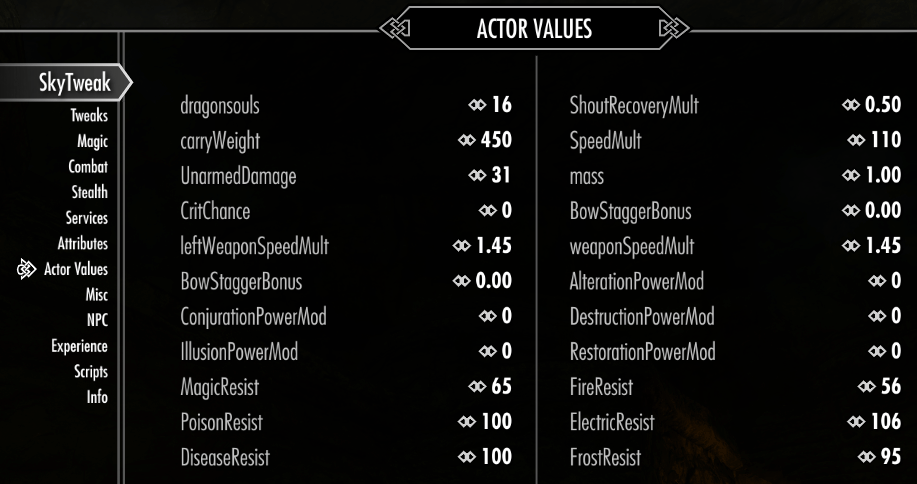 ACTOR VALUES
SkyTweak
Tweaks
Magic
Combat
Stealth
Services
Attributes
Actor Values
Misc
NPC
Experience
Scripts
Info
dragonsouls 16
carryWeight 450
UnarmedDamage 31
CritChance 0
leftWeaponSpeedMult 1.45
BowStaggerBonus 0.00
ConjurationPowerMod 0
IllusionPowerMod 0
MagicResist 65
PoisonResist 100
DiseaseResist 100
ShoutRecoveryMult 0.50
SpeedMult 110
mass 1.00
BowStaggerBonus 0.00
weaponSpeedMult 1.45
AlterationPowerMod 0
DestructionPowerMod 0
RestorationPowerMod 0
FireResist 56
ElectricResist 106
FrostResist 95